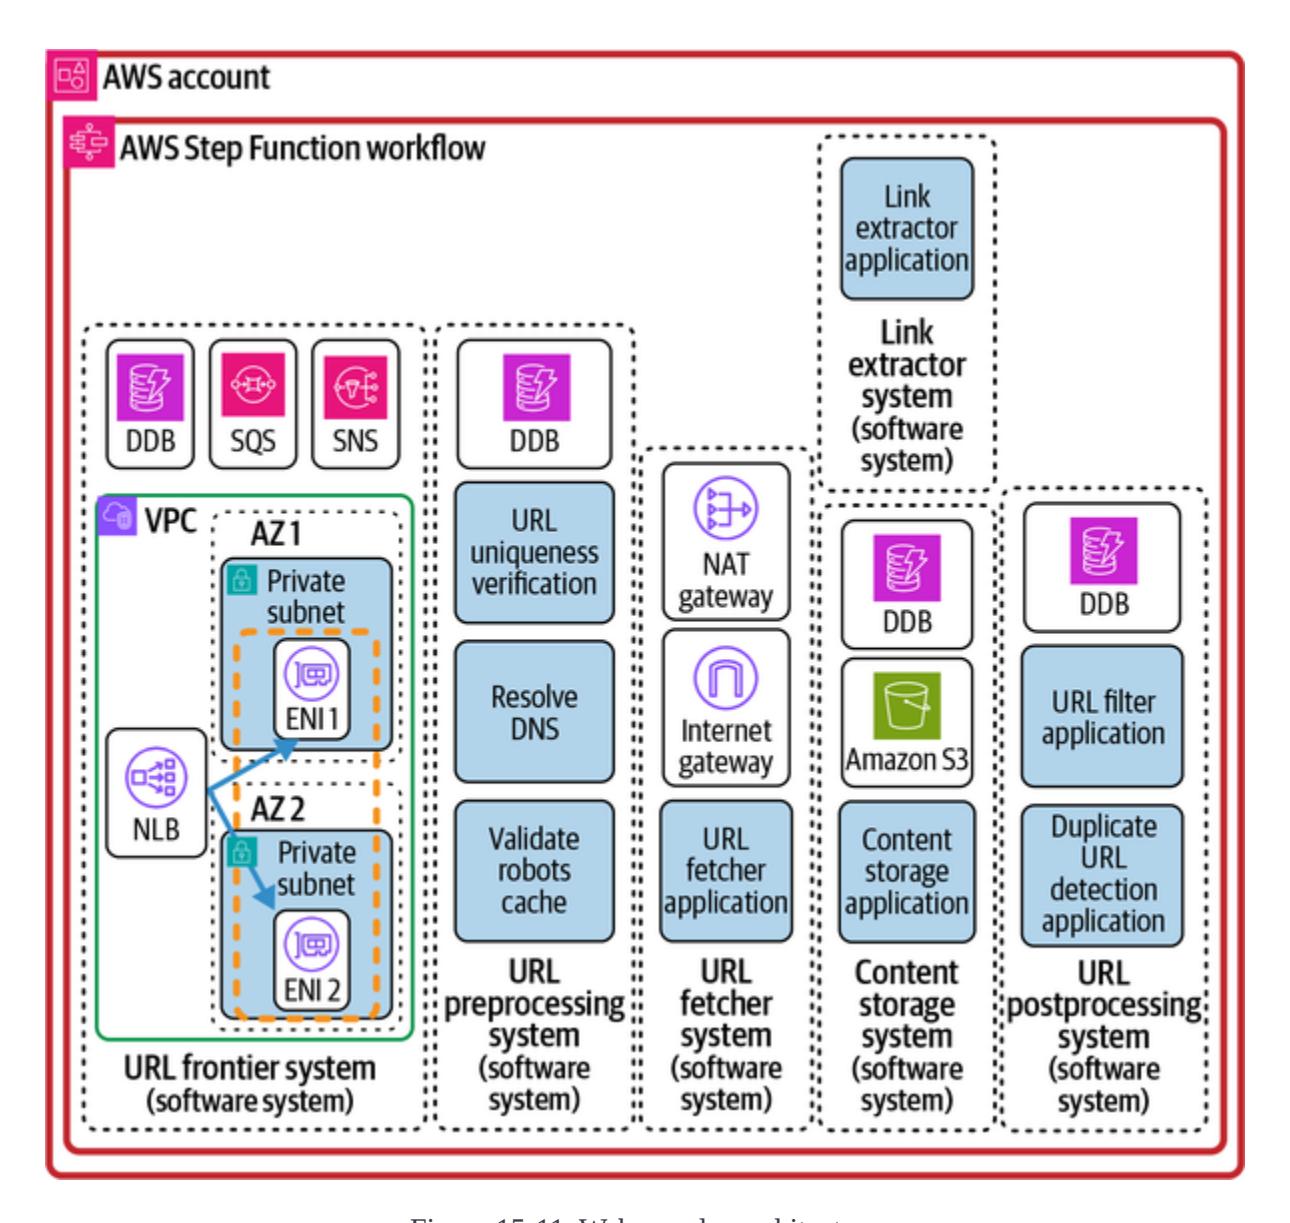 AWS account
AWS Step Function workflow
Link
extractor
application
Link
extractor
system
(software
system)
DDB
SQS
SNS
VPC
AZ 1
Private
subnet
ENI 1
NLB
AZ 2
Private
subnet
ENI 2
URL frontier system
(software system)
DDB
URL
uniqueness
verification
Resolve
DNS
Validate
robots
cache
URL
preprocessing
system
(software
system)
NAT
gateway
Internet
gateway
URL
fetcher
application
URL
fetcher
system
(software
system)
DDB
Amazon S3
Content
storage
application
Content
storage
system
(software
system)
DDB
URL filter
application
Duplicate
URL
detection
application
URL
postprocessing
system
(software
system)